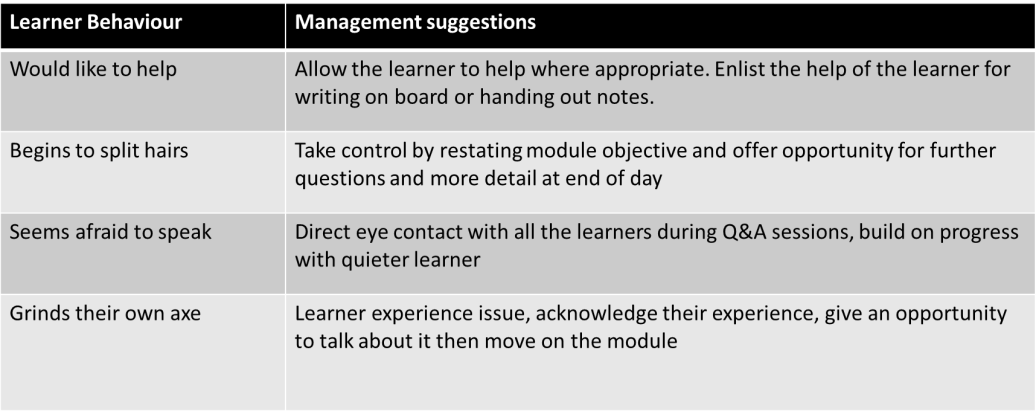 Learner Behaviour
Management suggestions
Would like to help
Allow the learner to help where appropriate. Enlist the help of the learner for
writing on board or handing out notes.
Begins to split hairs
Take control by restating module objective and offer opportunity for further
questions and more detail at end of day
Seems afraid to speak
Direct eye contact with all the learners during Q&A sessions, build on progress
with quieter learner
Grinds their own axe
Learner experience issue, acknowledge their experience, give an opportunity
to talk about it then move on the module